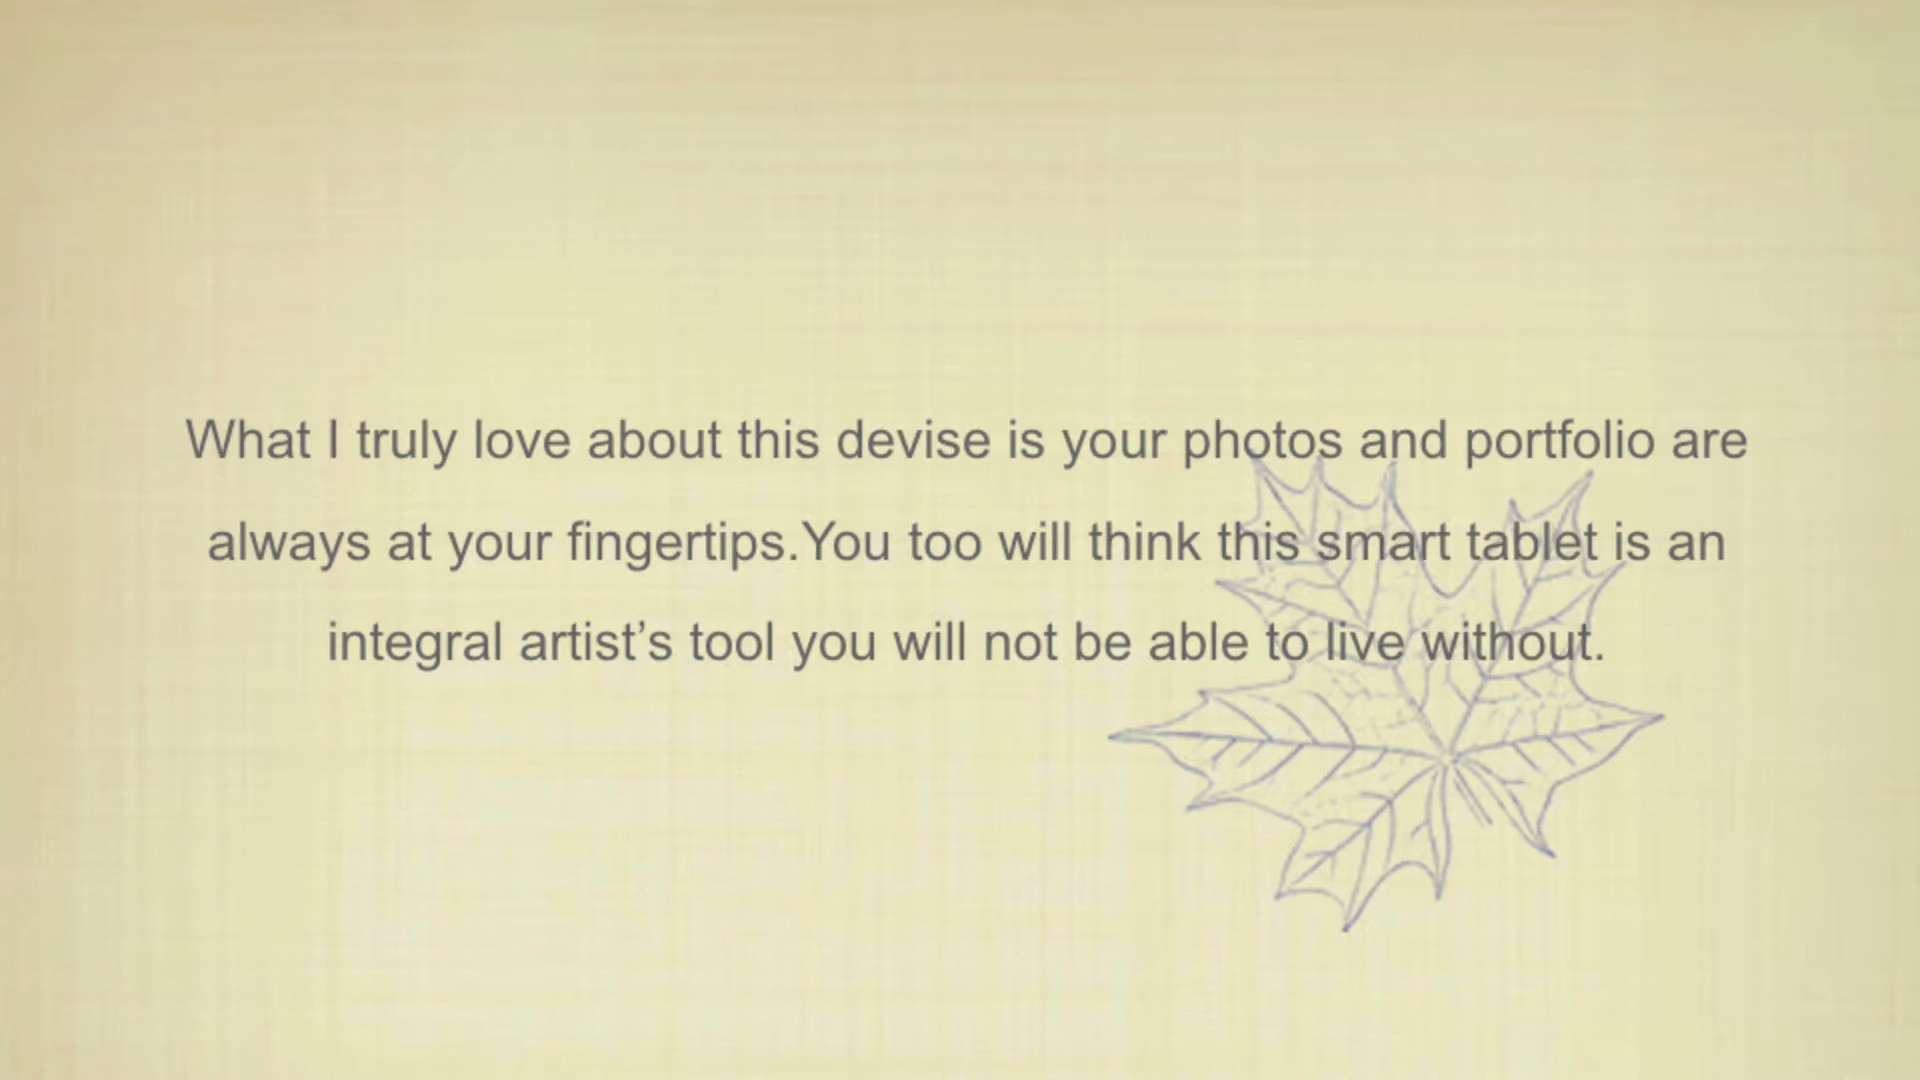 What I truly love about this devise is your photos and portfolio are
always at your fingertips.You too will think this smart tablet is an
integral artist’s tool you will not be able to live without.